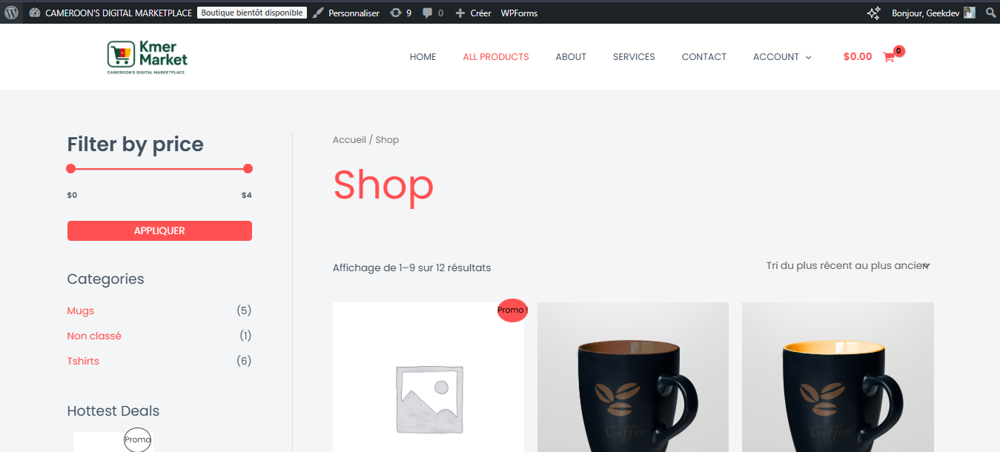 CAMEROON'S DIGITAL MARKETPLACE Boutique bientôt disponible Personnaliser 9 0 Créer WPForms Bonjour, Geekdev
Kmer
Market
CAMEROON'S DIGITAL MARKETPLACE
HOME ALL PRODUCTS ABOUT SERVICES CONTACT ACCOUNT $0.00 0
Filter by price
$0 $4
APPLIQUER
Categories
Mugs (5)
Non classé (1)
Tshirts (6)
Hottest Deals
Promo
Accueil / Shop
Shop
Affichage de 1–9 sur 12 résultats
Tri du plus récent au plus ancien
Promo !
Coffee
Coffee